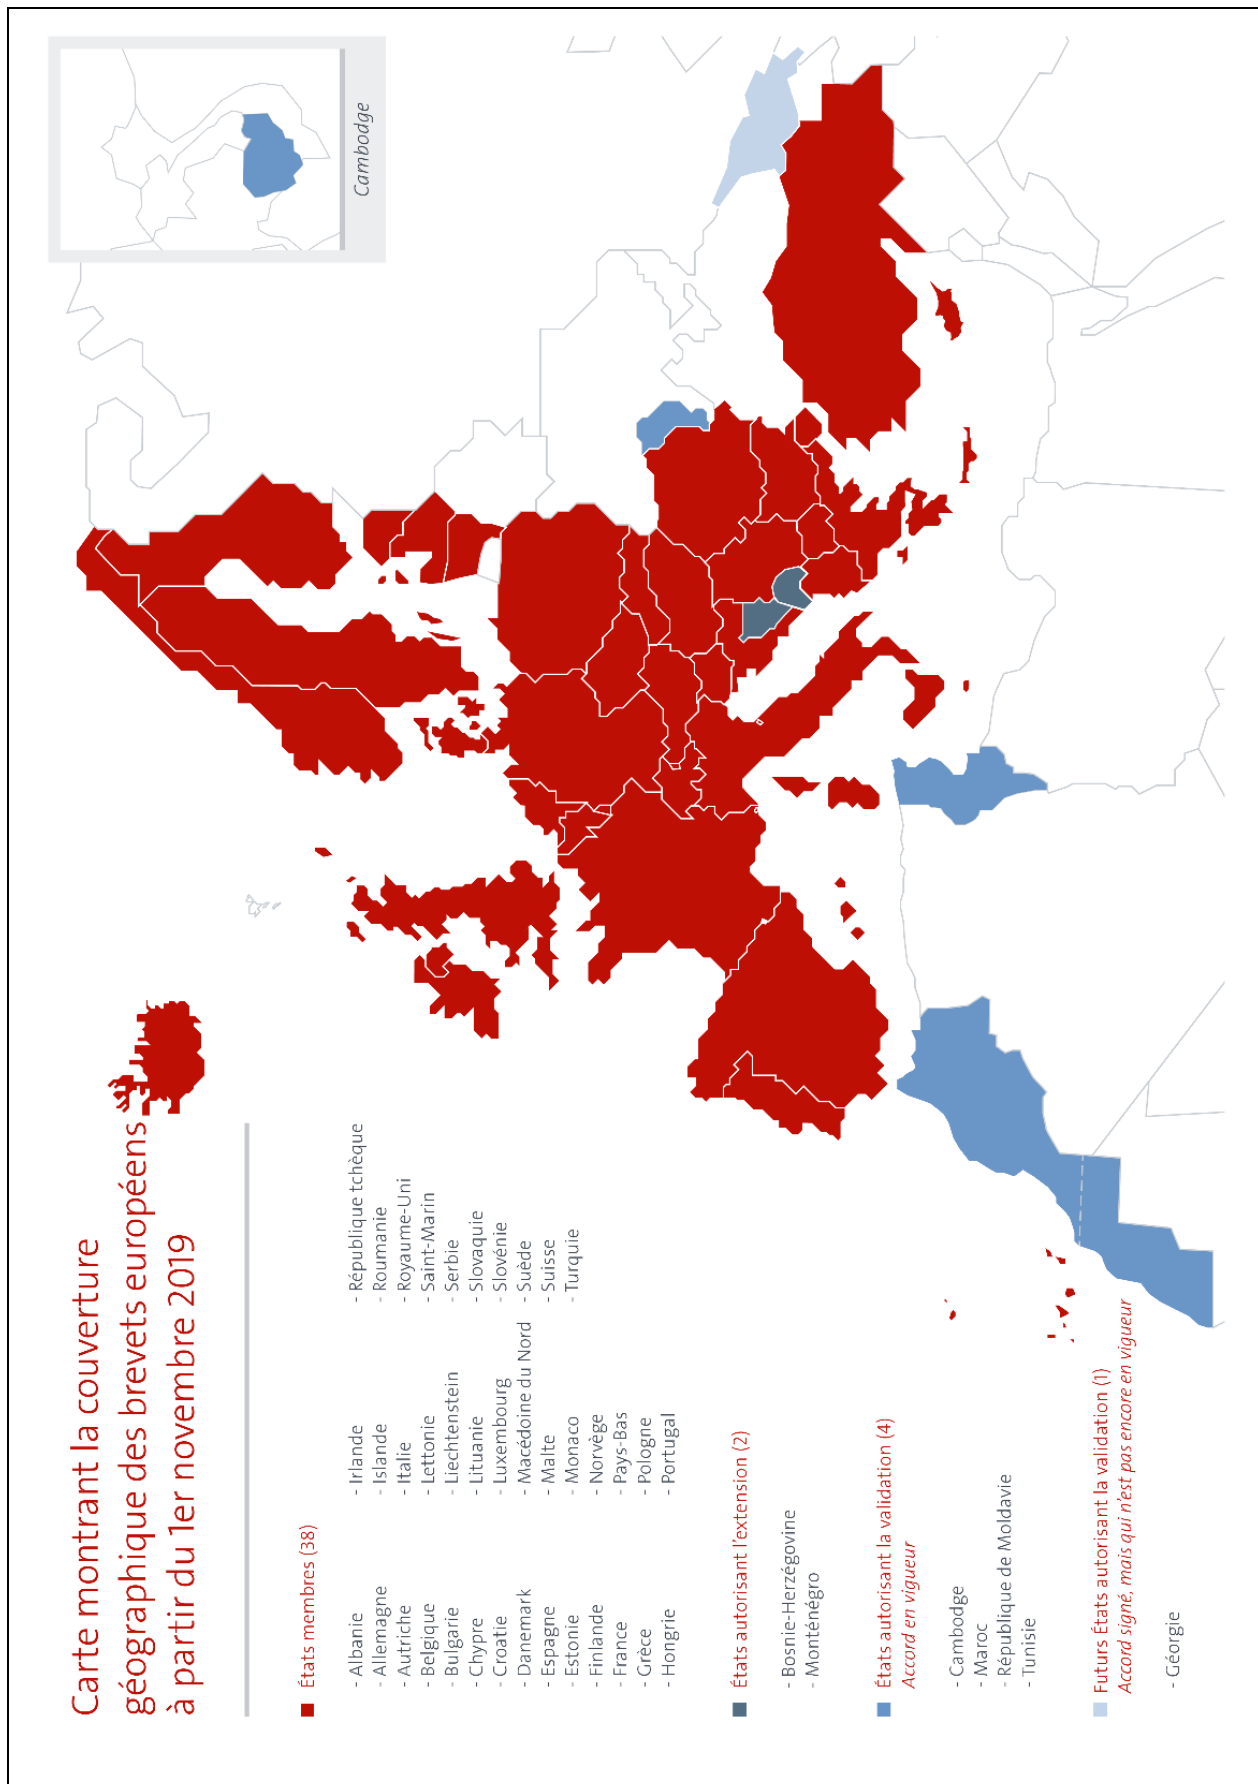 Carte montrant la couverture
géographique des brevets européens
à partir du 1er novembre 2019
États membres (38)
- Albanie
- Allemagne
- Autriche
- Belgique
- Bulgarie
- Chypre
- Croatie
- Danemark
- Espagne
- Estonie
- Finlande
- France
- Grèce
- Hongrie
- Irlande
- Islande
- Italie
- Lettonie
- Liechtenstein
- Lituanie
- Luxembourg
- Macédoine du Nord
- Malte
- Monaco
- Norvège
- Pays-Bas
- Pologne
- Portugal
- République tchèque
- Roumanie
- Royaume-Uni
- Saint-Marin
- Serbie
- Slovaquie
- Slovénie
- Suède
- Suisse
- Turquie
États autorisant l'extension (2)
- Bosnie-Herzégovine
- Monténégro
États autorisant la validation (4)
Accord en vigueur
- Cambodge
- Maroc
- République de Moldavie
- Tunisie
Futurs États autorisant la validation (1)
Accord signé, mais qui n'est pas encore en vigueur
- Géorgie
Cambodge